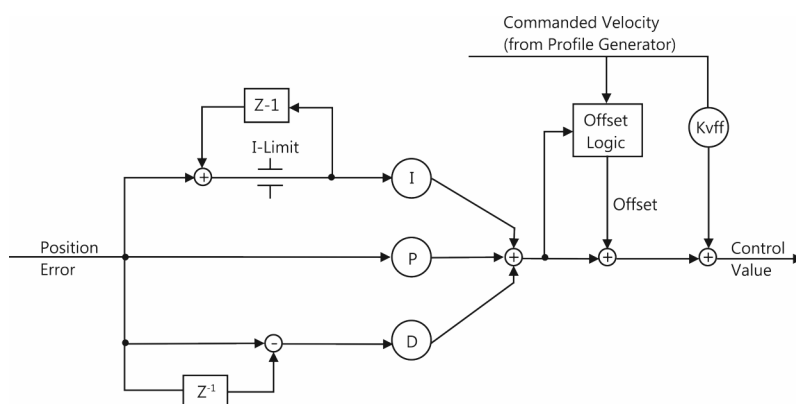 Commanded Velocity
(from Profile Generator)
Z-1
I-Limit
+
I
Offset
Logic
Kvff
Offset
Position
Error
P
+
+
+
Control
Value
-
D
Z-1